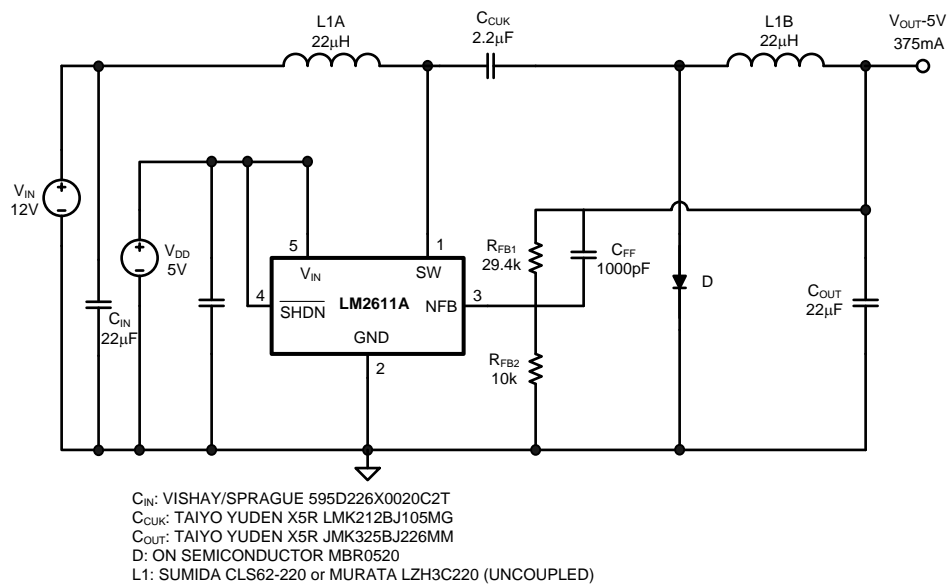 L1A
22μH
CCUK
2.2μF
L1B
22μH
VOUT-5V
375mA
VIN
12V
+
-
VDD
5V
+
-
CIN
22μF
5
VIN
1
SW
4
SHDN
LM2611A
NFB
3
GND
2
RFB1
29.4k
CFF
1000pF
RFB2
10k
D
COUT
22μF
CIN: VISHAY/SPRAGUE 595D226X0020C2T
CCUK: TAIYO YUDEN X5R LMK212BJ105MG
COUT: TAIYO YUDEN X5R JMK325BJ226MM
D: ON SEMICONDUCTOR MBR0520
L1: SUMIDA CLS62-220 or MURATA LZH3C220 (UNCOUPLED)